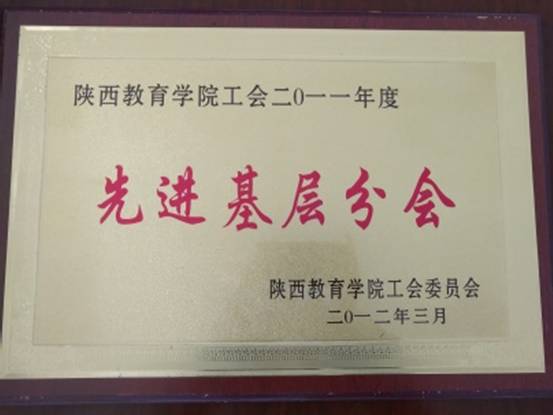 陕西教育学院工会二0一一年度
先进基层分会
陕西教育学院工会委员会
二0一二年三月